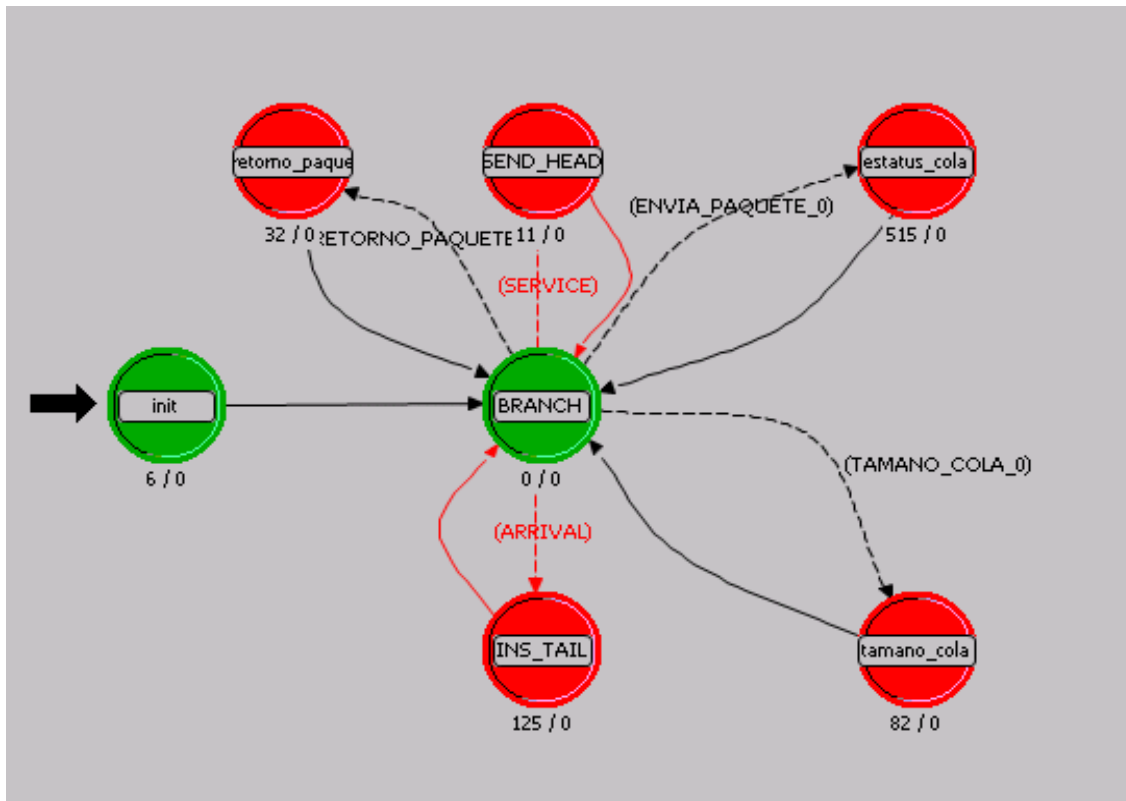 retorno_paque
SEND_HEAD
estatus_cola
(ENVIA_PAQUETE_0)
32 / 0
RETORNO_PAQUETE
11 / 0
515 / 0
(SERVICE)
init
BRANCH
6 / 0
0 / 0
(TAMANO_COLA_0)
(ARRIVAL)
INS_TAIL
tamano_cola
125 / 0
82 / 0